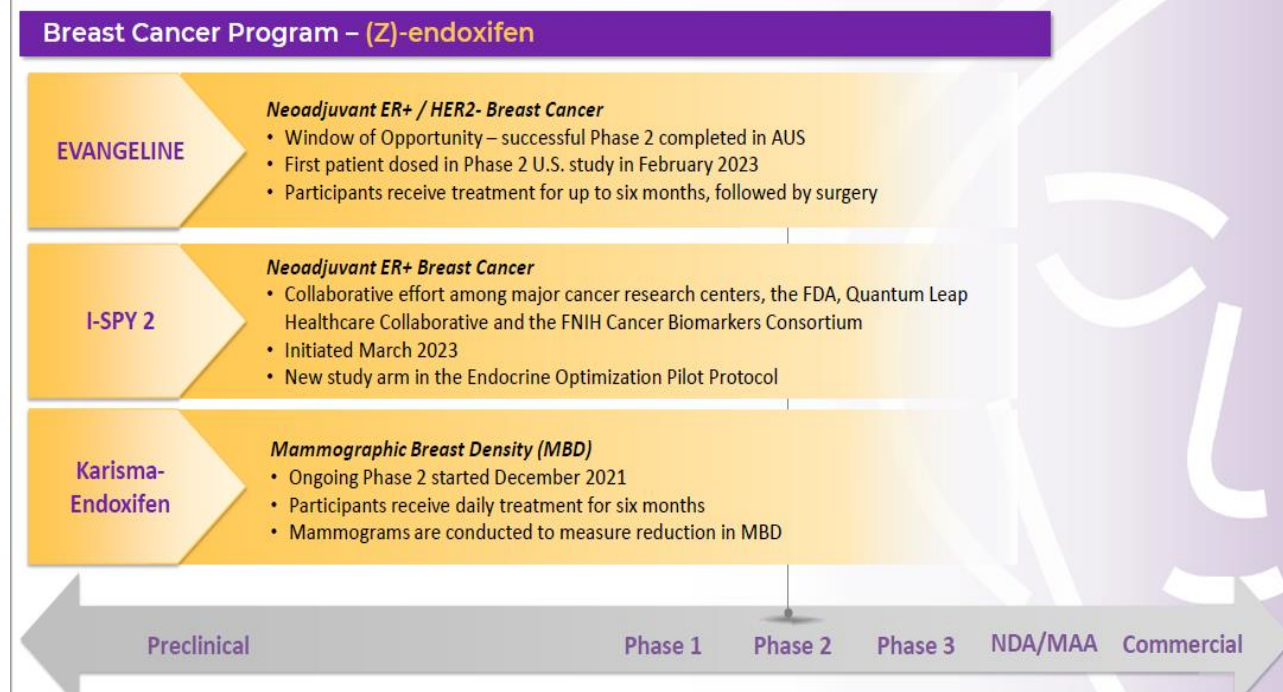 Breast Cancer Program – (Z)-endoxifen
EVANGELINE
Neoadjuvant ER+ / HER2- Breast Cancer
• Window of Opportunity – successful Phase 2 completed in AUS
• First patient dosed in Phase 2 U.S. study in February 2023
• Participants receive treatment for up to six months, followed by surgery
I-SPY 2
Neoadjuvant ER+ Breast Cancer
• Collaborative effort among major cancer research centers, the FDA, Quantum Leap
Healthcare Collaborative and the FNIH Cancer Biomarkers Consortium
• Initiated March 2023
• New study arm in the Endocrine Optimization Pilot Protocol
Karisma-
Endoxifen
Mammographic Breast Density (MBD)
• Ongoing Phase 2 started December 2021
• Participants receive daily treatment for six months
• Mammograms are conducted to measure reduction in MBD
Preclinical Phase 1 Phase 2 Phase 3 NDA/MAA Commercial